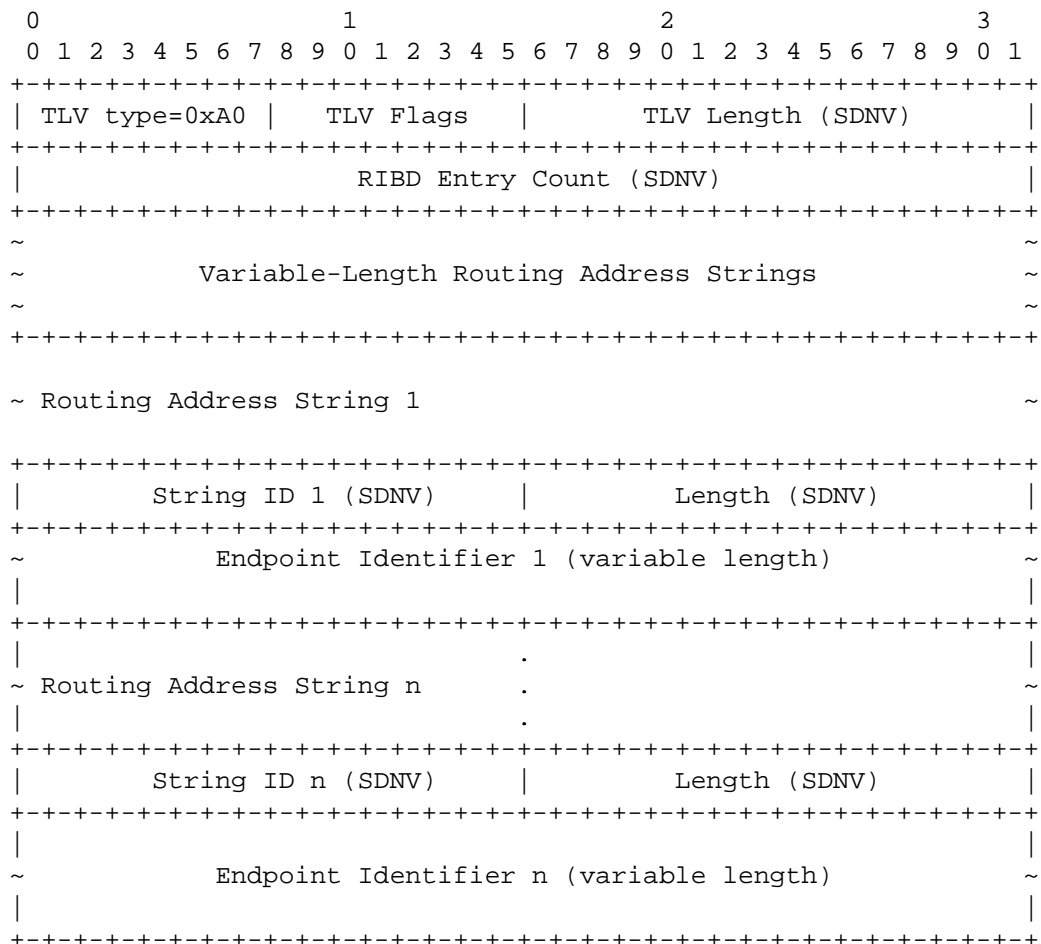 0                   1                   2                   3
 0 1 2 3 4 5 6 7 8 9 0 1 2 3 4 5 6 7 8 9 0 1 2 3 4 5 6 7 8 9 0 1
+-+-+-+-+-+-+-+-+-+-+-+-+-+-+-+-+-+-+-+-+-+-+-+-+-+-+-+-+-+-+-+-+
| TLV type=0xA0 |   TLV Flags   |       TLV Length (SDNV)       |
+-+-+-+-+-+-+-+-+-+-+-+-+-+-+-+-+-+-+-+-+-+-+-+-+-+-+-+-+-+-+-+-+
|                     RIBD Entry Count (SDNV)                   |
+-+-+-+-+-+-+-+-+-+-+-+-+-+-+-+-+-+-+-+-+-+-+-+-+-+-+-+-+-+-+-+-+
~                                                               ~
~           Variable-Length Routing Address Strings             ~
~                                                               ~
+-+-+-+-+-+-+-+-+-+-+-+-+-+-+-+-+-+-+-+-+-+-+-+-+-+-+-+-+-+-+-+-+
~ Routing Address String 1                                      ~
+-+-+-+-+-+-+-+-+-+-+-+-+-+-+-+-+-+-+-+-+-+-+-+-+-+-+-+-+-+-+-+-+
|        String ID 1 (SDNV)     |         Length (SDNV)         |
+-+-+-+-+-+-+-+-+-+-+-+-+-+-+-+-+-+-+-+-+-+-+-+-+-+-+-+-+-+-+-+-+
~            Endpoint Identifier 1 (variable length)            ~
|                                                               |
+-+-+-+-+-+-+-+-+-+-+-+-+-+-+-+-+-+-+-+-+-+-+-+-+-+-+-+-+-+-+-+-+
|                               .                               |
~ Routing Address String n      .                               ~
|                               .                               |
+-+-+-+-+-+-+-+-+-+-+-+-+-+-+-+-+-+-+-+-+-+-+-+-+-+-+-+-+-+-+-+-+
|        String ID n (SDNV)     |         Length (SDNV)         |
+-+-+-+-+-+-+-+-+-+-+-+-+-+-+-+-+-+-+-+-+-+-+-+-+-+-+-+-+-+-+-+-+
|                                                               |
~            Endpoint Identifier n (variable length)            ~
|                                                               |
+-+-+-+-+-+-+-+-+-+-+-+-+-+-+-+-+-+-+-+-+-+-+-+-+-+-+-+-+-+-+-+-+